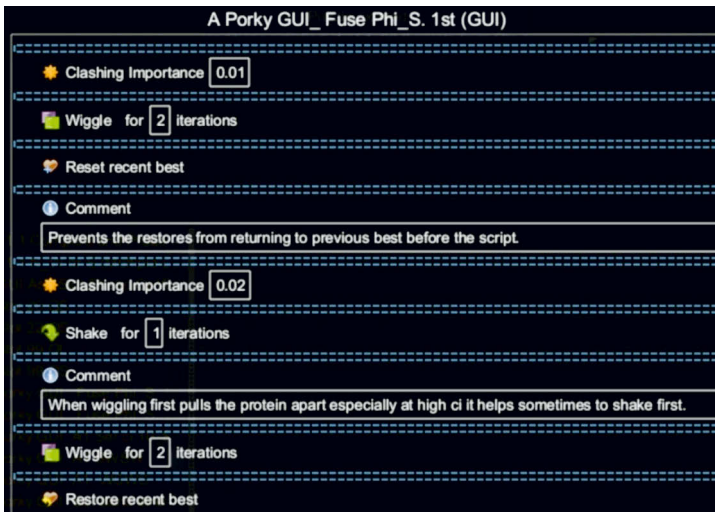 A Porky GUI_ Fuse Phi_S. 1st (GUI)
Clashing Importance 0.01
Wiggle for 2 iterations
Reset recent best
Comment
Prevents the restores from returning to previous best before the script.
Clashing Importance 0.02
Shake for 1 iterations
Comment
When wiggling first pulls the protein apart especially at high ci it helps sometimes to shake first.
Wiggle for 2 iterations
Restore recent best